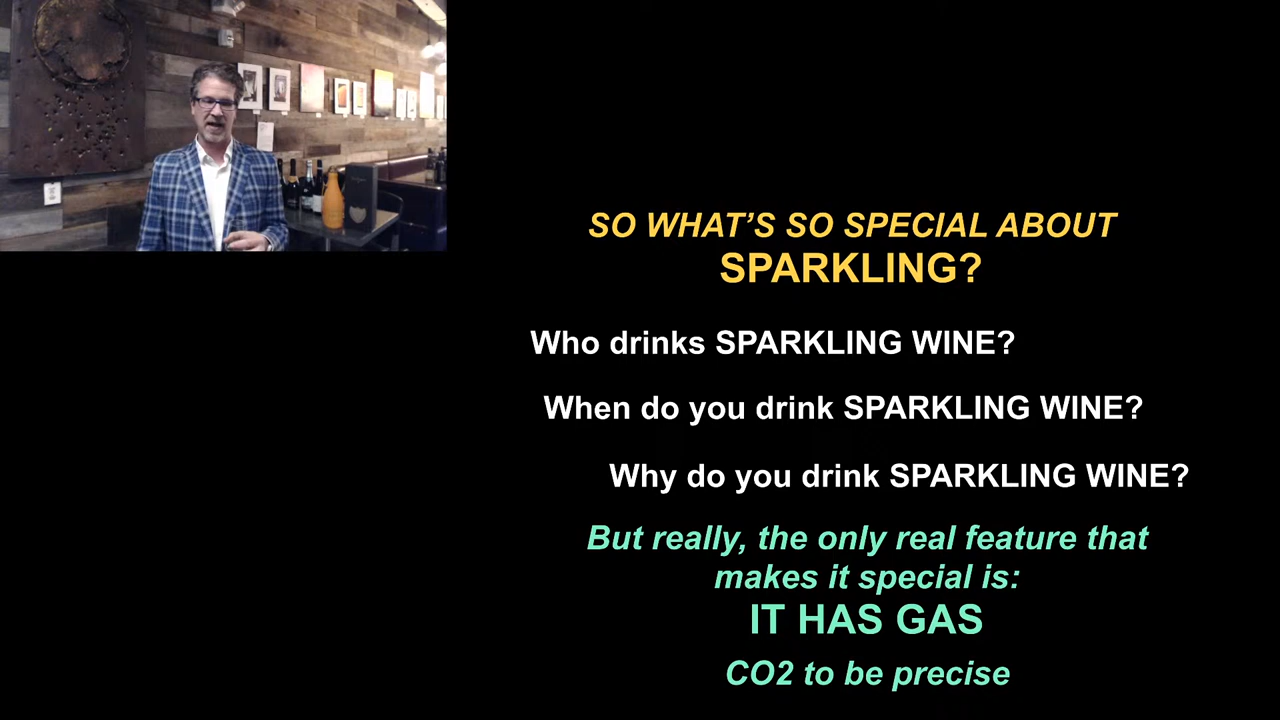 SO WHAT'S SO SPECIAL ABOUT
SPARKLING?
Who drinks SPARKLING WINE?
When do you drink SPARKLING WINE?
Why do you drink SPARKLING WINE?
But really, the only real feature that
makes it special is:
IT HAS GAS
CO2 to be precise